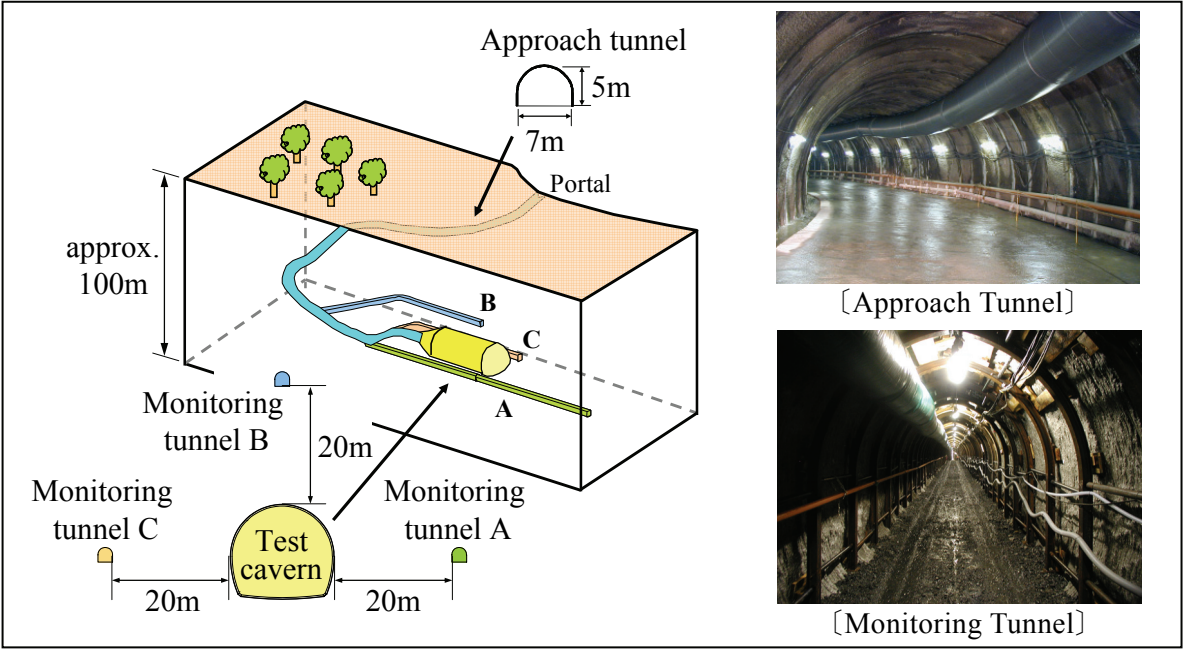 Approach tunnel
5m
7m
Portal
approx.
100m
B
C
A
Monitoring
tunnel B
20m
Monitoring
tunnel C
Monitoring
tunnel A
Test
cavern
20m
20m
〔Approach Tunnel〕
〔Monitoring Tunnel〕